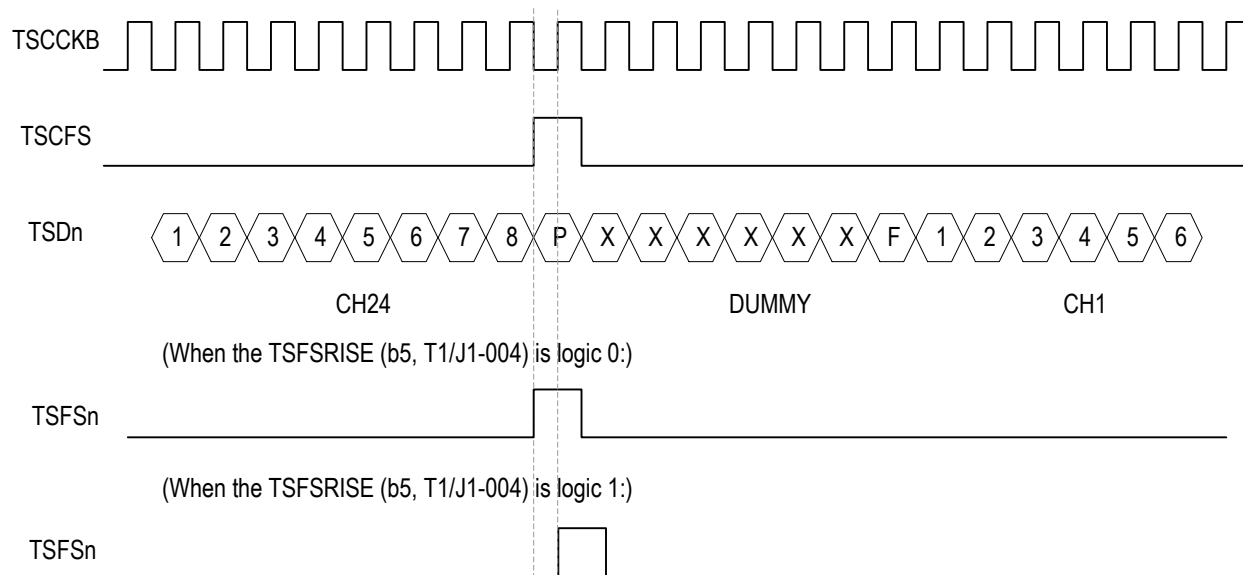 TSCCKB
TSCFS
TSDn 1 2 3 4 5 6 7 8 P X X X X X X F 1 2 3 4 5 6
CH24 DUMMY CH1
(When the TSFSRISE (b5, T1/J1-004) is logic 0:)
TSFSn
(When the TSFSRISE (b5, T1/J1-004) is logic 1:)
TSFSn